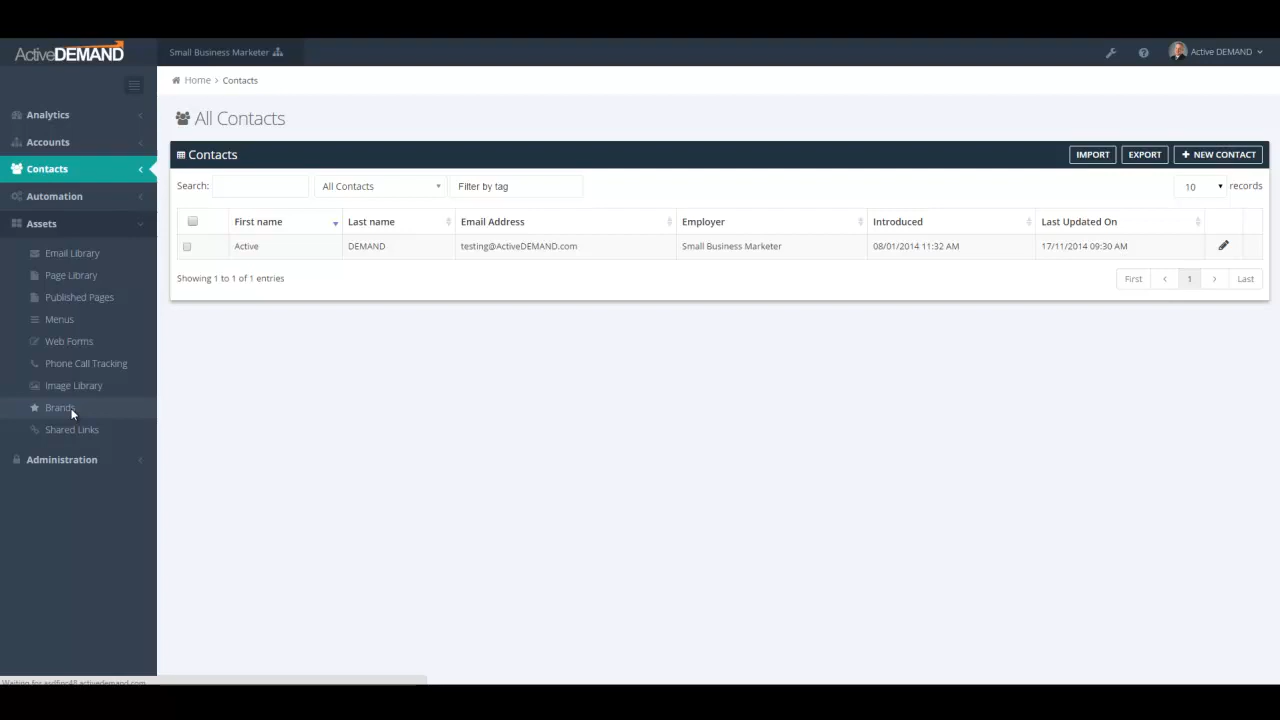 ActiveDEMAND
Small Business Marketer
Active DEMAND
Home > Contacts
Analytics
Accounts
Contacts
Automation
Assets
Email Library
Page Library
Published Pages
Menus
Web Forms
Phone Call Tracking
Image Library
Brands
Shared Links
Administration
All Contacts
Contacts
IMPORT
EXPORT
+ NEW CONTACT
Search:
All Contacts
Filter by tag
10
records
First name
Last name
Email Address
Employer
Introduced
Last Updated On
Active
DEMAND
testing@ActiveDEMAND.com
Small Business Marketer
08/01/2014 11:32 AM
17/11/2014 09:30 AM
Showing 1 to 1 of 1 entries
First
<
1
>
Last